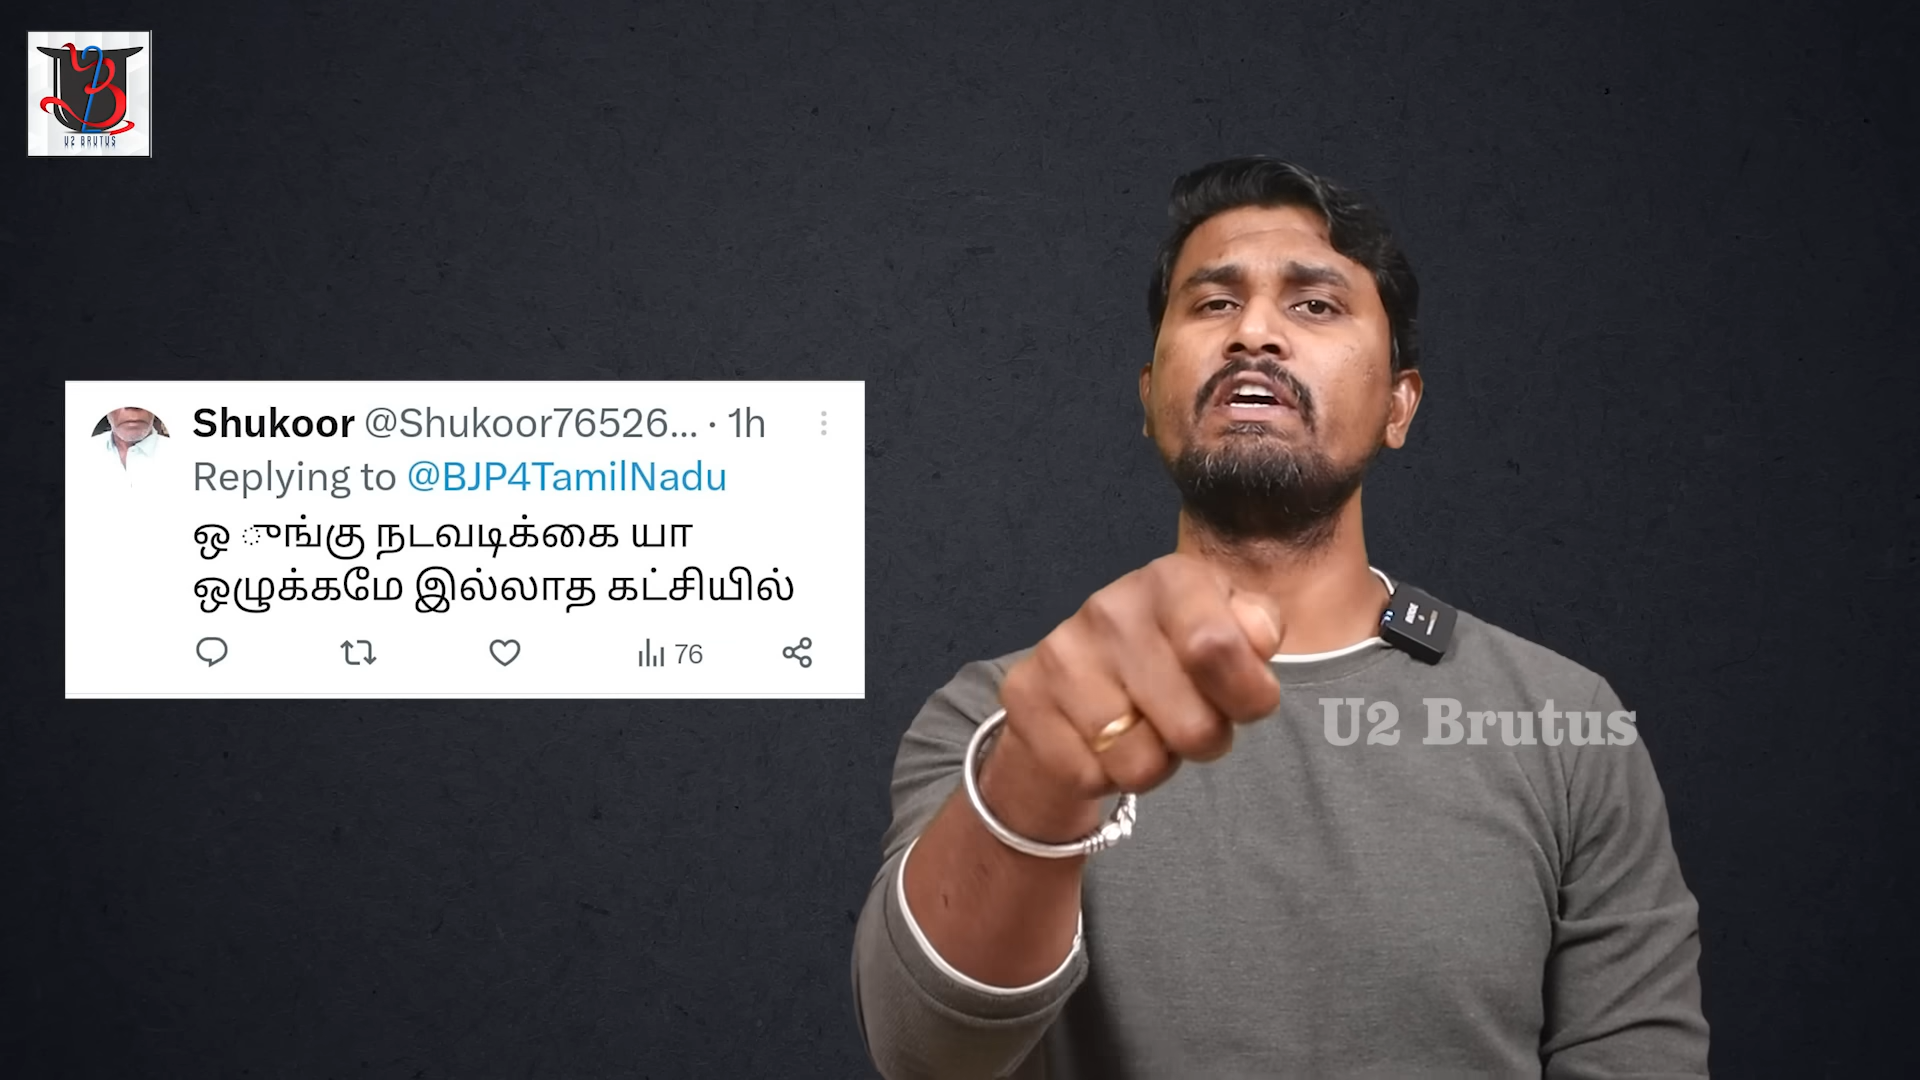 U2 BRUTUS
Shukoor @Shukoor76526... · 1h
Replying to @BJP4TamilNadu
ஒ ுங்கு நடவடிக்கை யா
ஒழுக்கமே இல்லாத கட்சியில்
76
U2 Brutus